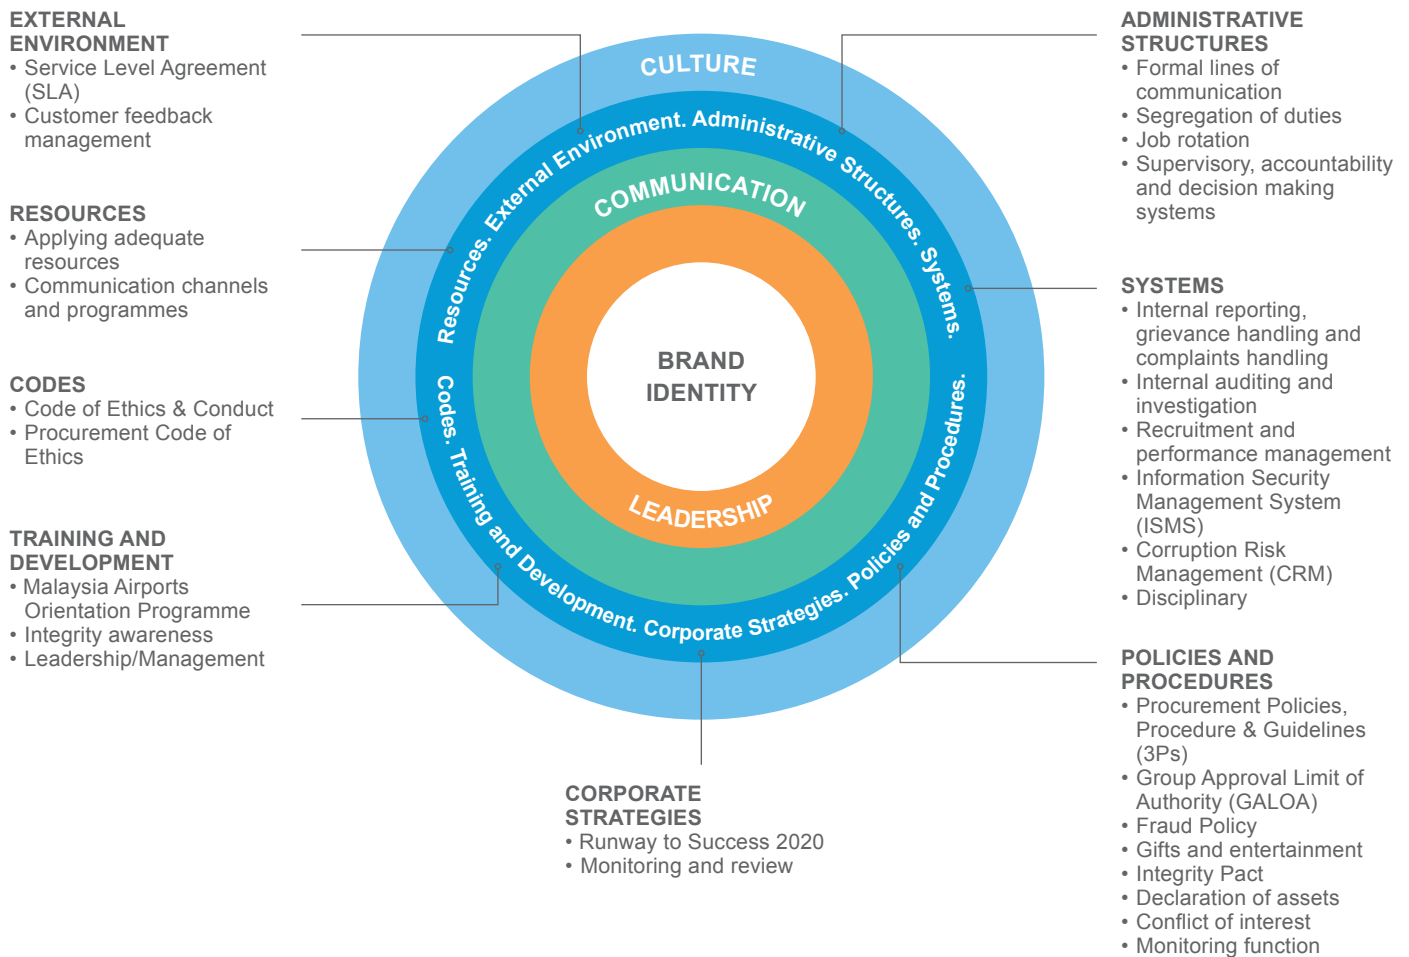 EXTERNAL
ENVIRONMENT
• Service Level Agreement
(SLA)
• Customer feedback
management
RESOURCES
• Applying adequate
resources
• Communication channels
and programmes
CODES
• Code of Ethics & Conduct
• Procurement Code of
Ethics
TRAINING AND
DEVELOPMENT
• Malaysia Airports
Orientation Programme
• Integrity awareness
• Leadership/Management
CULTURE
Resources. External Environment. Administrative Structures. Systems.
COMMUNICATION
BRAND
IDENTITY
LEADERSHIP
Codes. Training and Development. Corporate Strategies. Policies and Procedures.
CORPORATE
STRATEGIES
• Runway to Success 2020
• Monitoring and review
ADMINISTRATIVE
STRUCTURES
• Formal lines of
communication
• Segregation of duties
• Job rotation
• Supervisory, accountability
and decision making
systems
SYSTEMS
• Internal reporting,
grievance handling and
complaints handling
• Internal auditing and
investigation
• Recruitment and
performance management
• Information Security
Management System
(ISMS)
• Corruption Risk
Management (CRM)
• Disciplinary
POLICIES AND
PROCEDURES
• Procurement Policies,
Procedure & Guidelines
(3Ps)
• Group Approval Limit of
Authority (GALOA)
• Fraud Policy
• Gifts and entertainment
• Integrity Pact
• Declaration of assets
• Conflict of interest
• Monitoring function